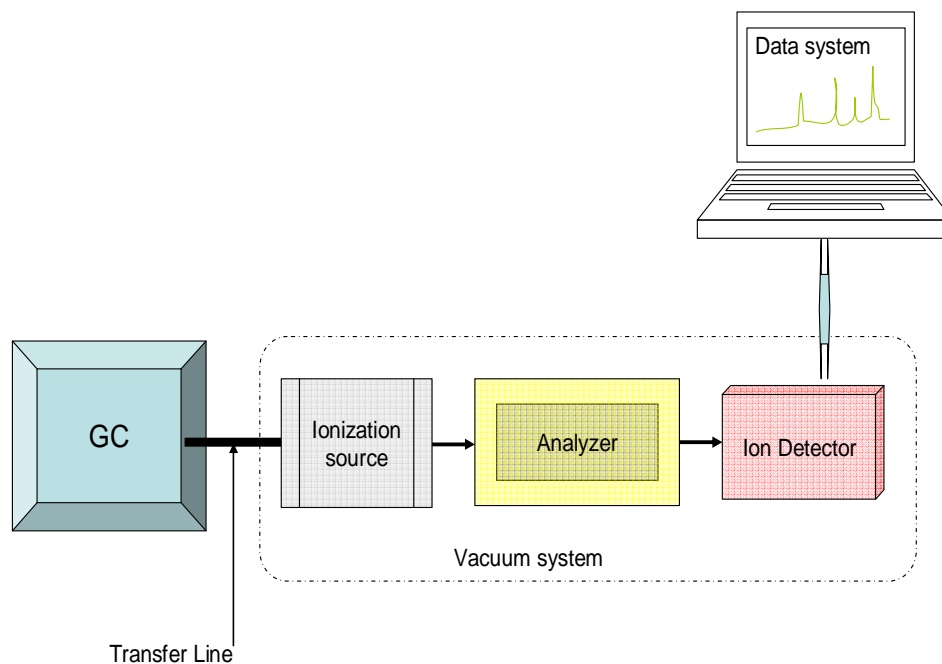 Data system
GC
Ionization
source
Analyzer
Ion Detector
Vacuum system
Transfer Line